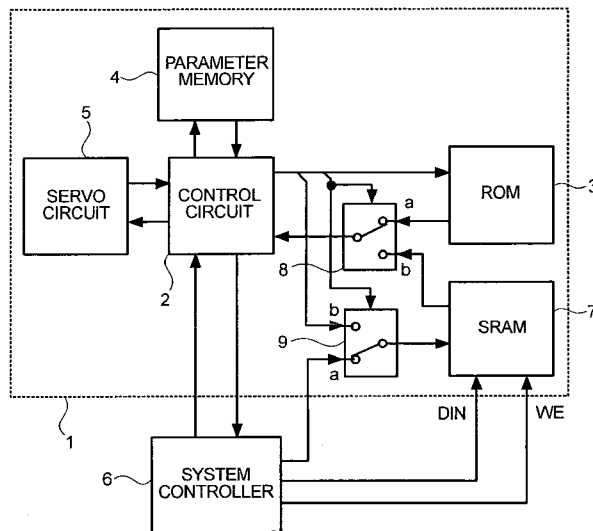 PARAMETER
MEMORY
4
5
SERVO
CIRCUIT
CONTROL
CIRCUIT
2
a
8
b
ROM
3
b
9
a
SRAM
7
DIN
WE
1
6
SYSTEM
CONTROLLER